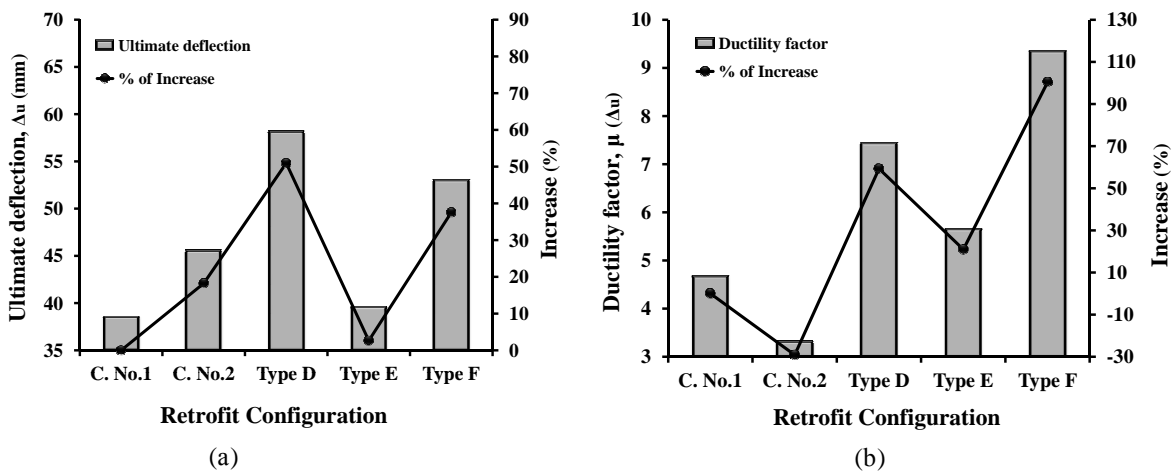 70
65
60
55
50
45
40
35
Ultimate deflection, Δu (mm)
Ultimate deflection
% of Increase
90
80
70
60
50
40
30
20
10
0
Increase (%)
C. No.1 C. No.2 Type D Type E Type F
Retrofit Configuration
(a)
10
9
8
7
6
5
4
3
Ductility factor, μ (Δu)
Ductility factor
% of Increase
130
110
90
70
50
30
10
-10
-30
Increase (%)
C. No.1 C. No.2 Type D Type E Type F
Retrofit Configuration
(b)